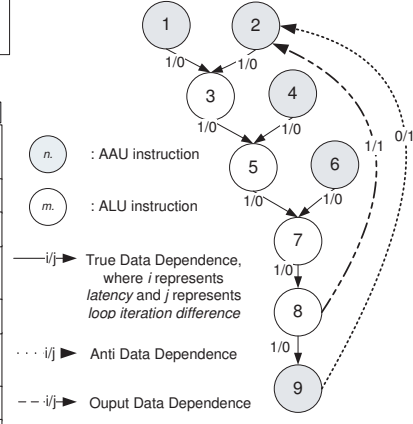 1
2
1/0
1/0
3
4
1/0
1/0
5
6
1/1
0/1
1/0
1/0
7
1/0
8
1/0
9
n.
: AAU instruction
m.
: ALU instruction
i/j
True Data Dependence,
where i represents
latency and j represents
loop iteration difference
i/j
Anti Data Dependence
i/j
Ouput Data Dependence